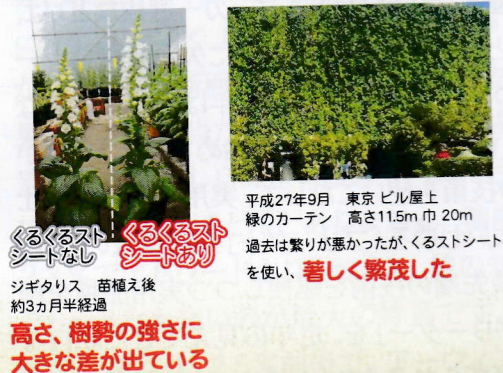 くるくるスト
シートなし
くるくるスト
シートあり
ジギタリス 苗植え後
約3ヵ月半経過
高さ、樹勢の強さに
大きな差が出ている
平成27年9月 東京 ビル屋上
緑のカーテン 高さ11.5m 巾 20m
過去は繁りが悪かったが、くるストシート
を使い、著しく繁茂した